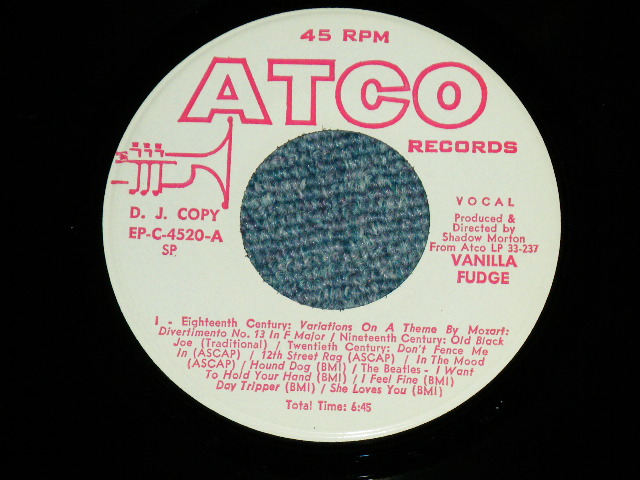 45 RPM
ATCO
RECORDS
D. J. COPY
EP-C-4520-A
SP
VOCAL
Produced &
Directed by
Shadow Morton
From Atco LP 33-237
VANILLA
FUDGE
1 - Eighteenth Century: Variations On A Theme By Mozart:
Divertimento No. 13 In F Major / Nineteenth Century: Old Black
Joe (Traditional) / Twentieth Century: Don't Fence Me
In (ASCAP) / 12th Street Rag (ASCAP) / In The Mood
(ASCAP) / Hound Dog (BMI) / The Beatles - I Want
To Hold Your Hand (BMI) / I Feel Fine (BMI)
Day Tripper (BMI) / She Loves You (BMI)
Total Time: 6:45